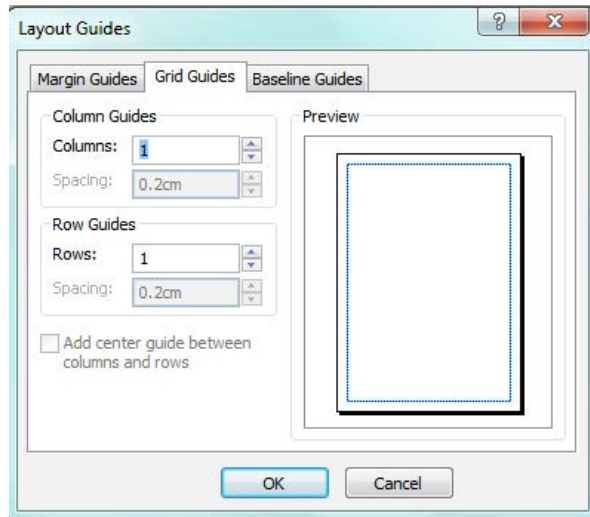 Layout Guides
Margin Guides Grid Guides Baseline Guides
Column Guides
Columns: 1
Spacing: 0.2cm
Row Guides
Rows: 1
Spacing: 0.2cm
Add center guide between
columns and rows
Preview
OK Cancel